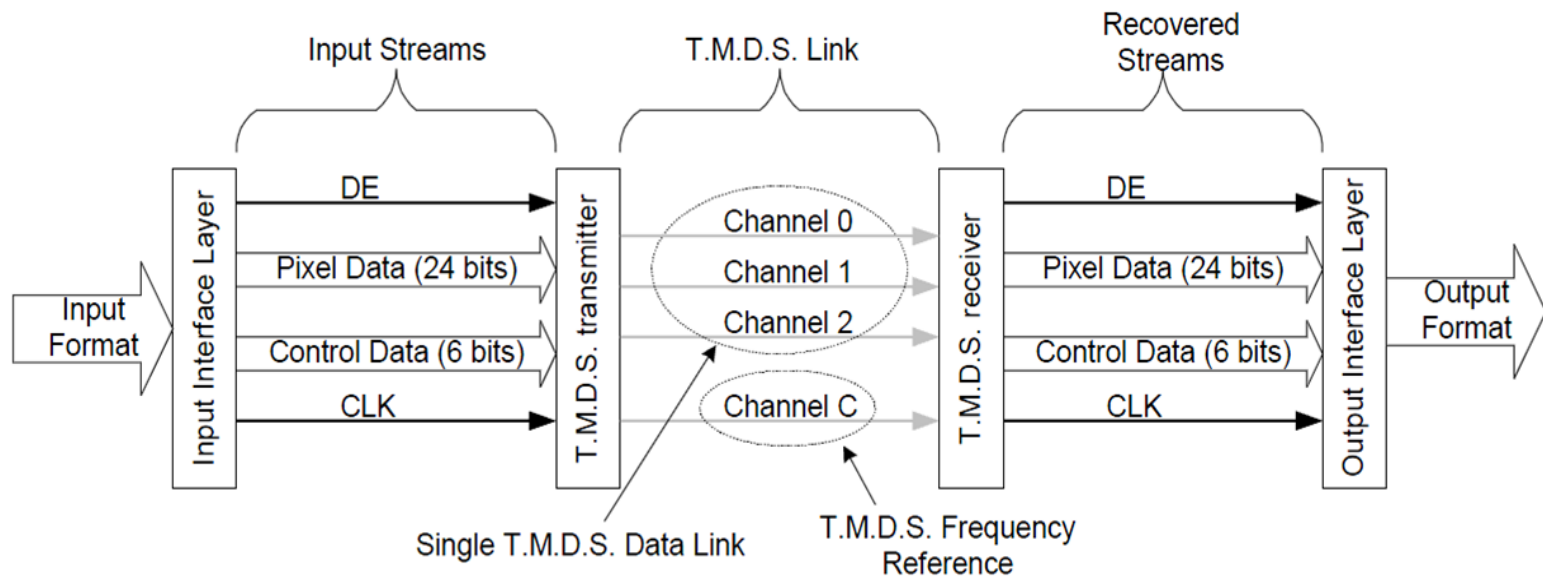 Input Streams
T.M.D.S. Link
Recovered
Streams
Input
Format
Input Interface Layer
DE
Pixel Data (24 bits)
Control Data (6 bits)
CLK
T.M.D.S. transmitter
Channel 0
Channel 1
Channel 2
Channel C
T.M.D.S. receiver
DE
Pixel Data (24 bits)
Control Data (6 bits)
CLK
Output Interface Layer
Output
Format
Single T.M.D.S. Data Link
T.M.D.S. Frequency
Reference